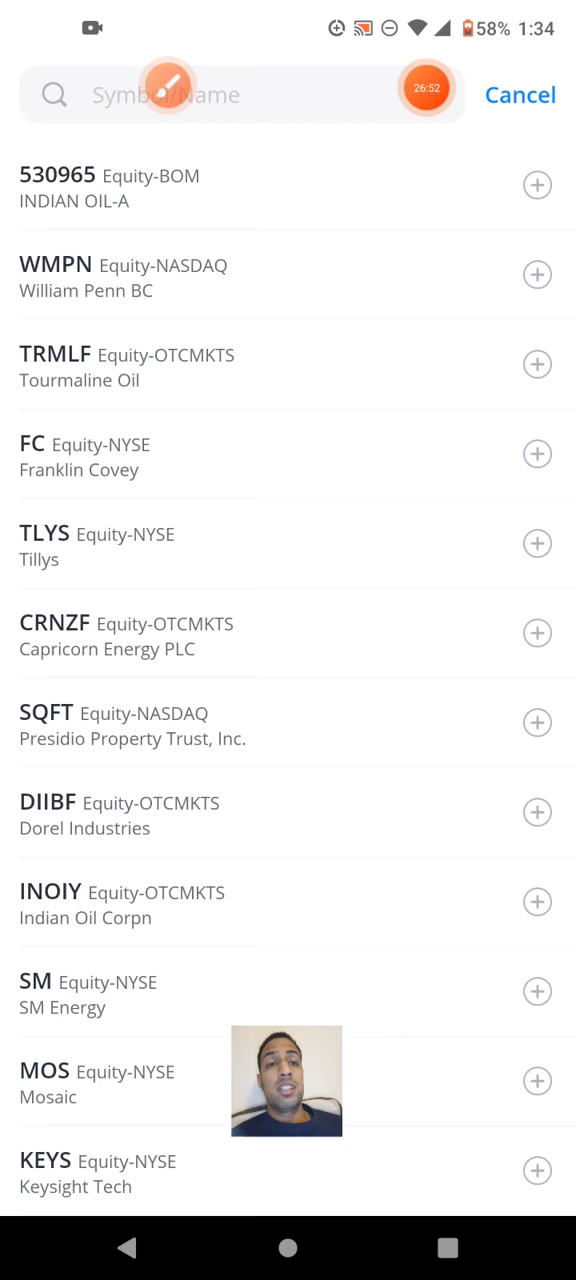 58% 1:34
Symbol/Name
26:52
Cancel
530965 Equity-BOM
INDIAN OIL-A
WMPN Equity-NASDAQ
William Penn BC
TRMLF Equity-OTCMKTS
Tourmaline Oil
FC Equity-NYSE
Franklin Covey
TLYS Equity-NYSE
Tillys
CRNZF Equity-OTCMKTS
Capricorn Energy PLC
SQFT Equity-NASDAQ
Presidio Property Trust, Inc.
DIIBF Equity-OTCMKTS
Dorel Industries
INOIY Equity-OTCMKTS
Indian Oil Corpn
SM Equity-NYSE
SM Energy
MOS Equity-NYSE
Mosaic
KEYS Equity-NYSE
Keysight Tech